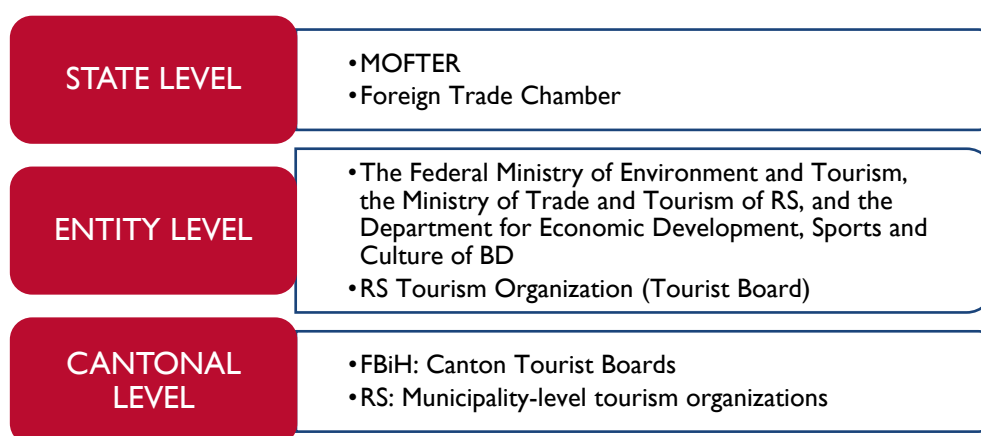 STATE LEVEL
•MOFTER
•Foreign Trade Chamber
ENTITY LEVEL
•The Federal Ministry of Environment and Tourism,
the Ministry of Trade and Tourism of RS, and the
Department for Economic Development, Sports and
Culture of BD
•RS Tourism Organization (Tourist Board)
CANTONAL
LEVEL
•FBiH: Canton Tourist Boards
•RS: Municipality-level tourism organizations